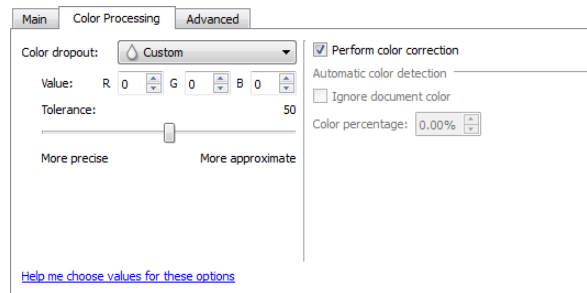 Main Color Processing Advanced
Color dropout: Custom
Value: R 0 G 0 B 0
Tolerance: 50
More precise More approximate
Perform color correction
Automatic color detection
Ignore document color
Color percentage: 0.00%
Help me choose values for these options